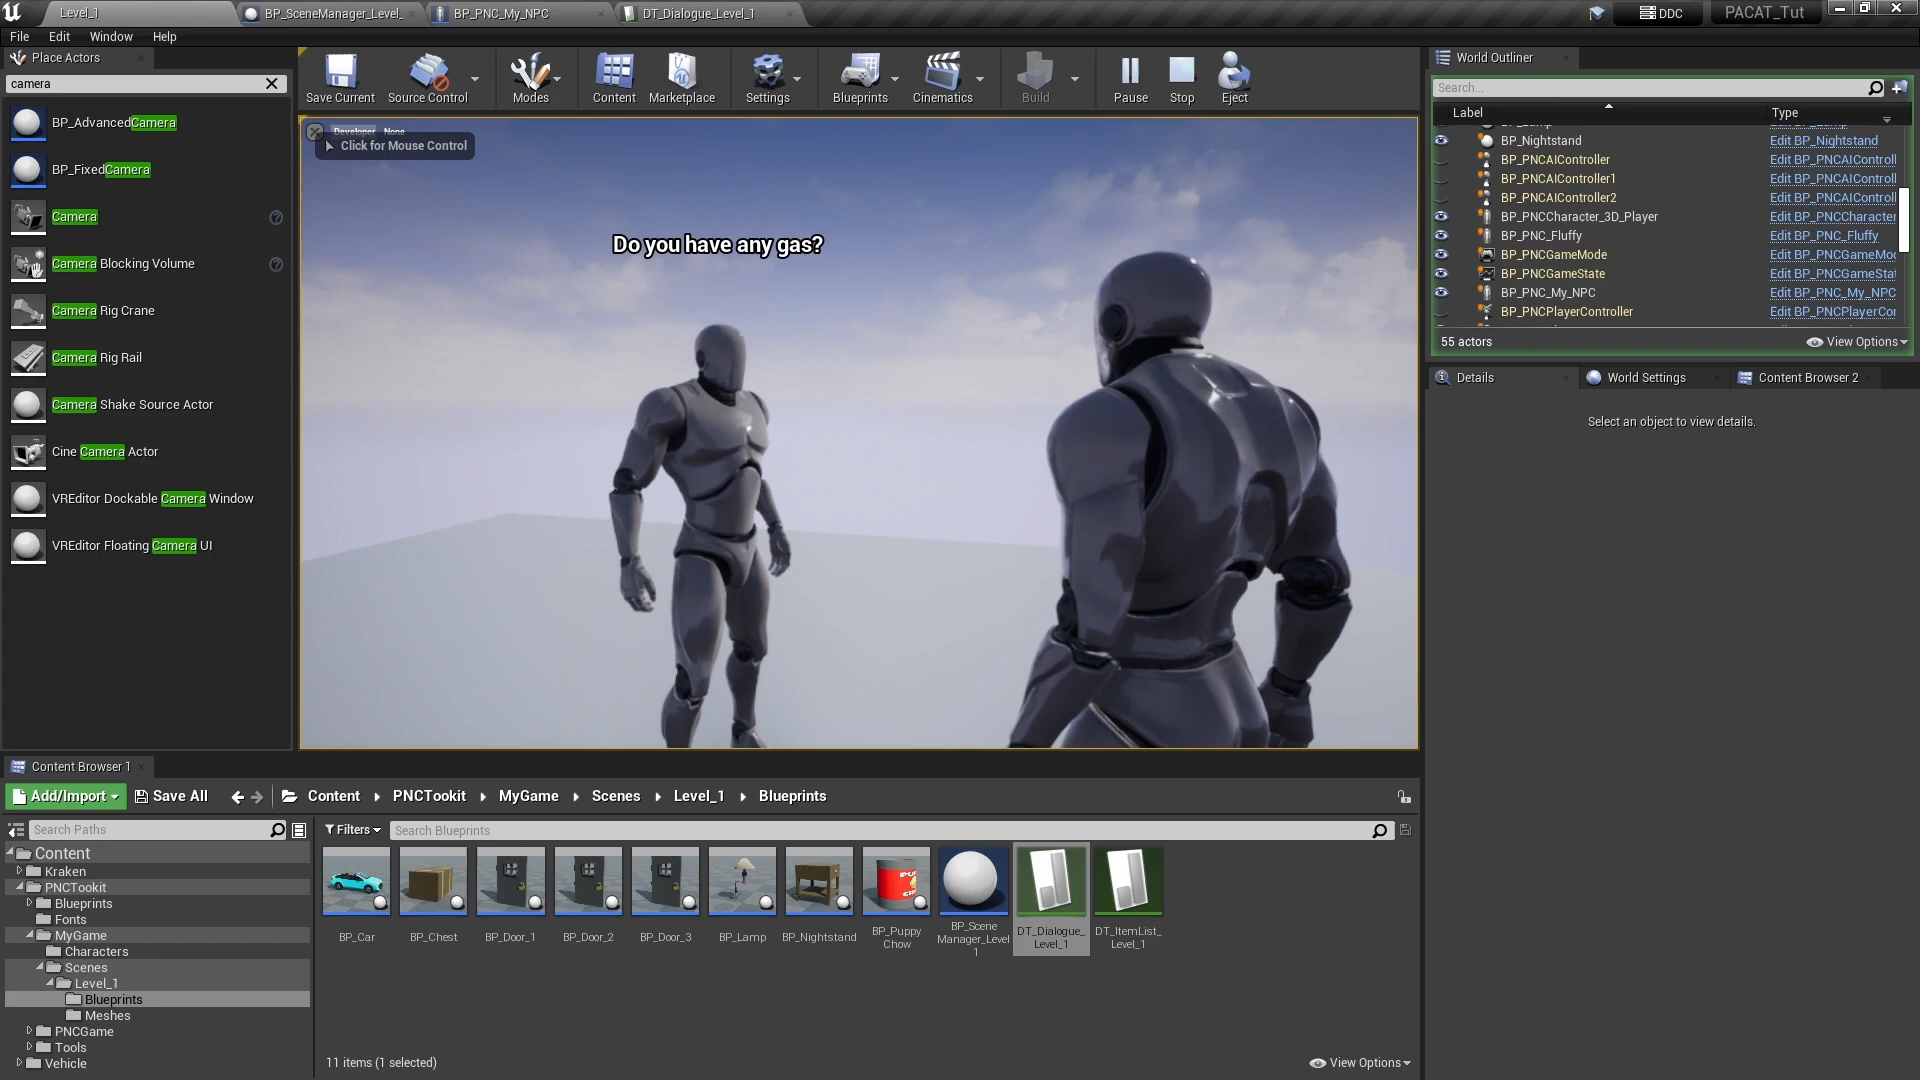 Level_1
BP_SceneManager_Level_
BP_PNC_My_NPC
DT_Dialogue_Level_1
DDC
PACAT_Tut
File Edit Window Help
Place Actors
camera
BP_AdvancedCamera
BP_FixedCamera
Camera
Camera Blocking Volume
Camera Rig Crane
Camera Rig Rail
Camera Shake Source Actor
Cine Camera Actor
VREditor Dockable Camera Window
VREditor Floating Camera UI
Save Current
Source Control
Modes
Content
Marketplace
Settings
Blueprints
Cinematics
Build
Pause
Stop
Eject
Developer None
Click for Mouse Control
Do you have any gas?
World Outliner
Search...
Label Type
BP_Lamp Edit BP_Lamp
BP_Nightstand Edit BP_Nightstand
BP_PNCAIController Edit BP_PNCAIControll
BP_PNCAIController1 Edit BP_PNCAIControll
BP_PNCAIController2 Edit BP_PNCAIControll
BP_PNCCharacter_3D_Player Edit BP_PNCCharacter
BP_PNC_Fluffy Edit BP_PNC_Fluffy
BP_PNCGameMode Edit BP_PNCGameMod
BP_PNCGameState Edit BP_PNCGameStat
BP_PNC_My_NPC Edit BP_PNC_My_NPC
BP_PNCPlayerController Edit BP_PNCPlayerCor
55 actors
View Options
Details
World Settings
Content Browser 2
Select an object to view details.
Content Browser 1
Add/Import
Save All
Content
PNCTookit
MyGame
Scenes
Level_1
Blueprints
Search Paths
Filters
Search Blueprints
Content
Kraken
PNCTookit
Blueprints
Fonts
MyGame
Characters
Scenes
Level_1
Blueprints
Meshes
PNCGame
Tools
Vehicle
BP_Car
BP_Chest
BP_Door_1
BP_Door_2
BP_Door_3
BP_Lamp
BP_Nightstand
BP_Puppy
Chow
BP_Scene
Manager_Level
1
DT_Dialogue_
Level_1
DT_ItemList_
Level_1
11 items (1 selected)
View Options